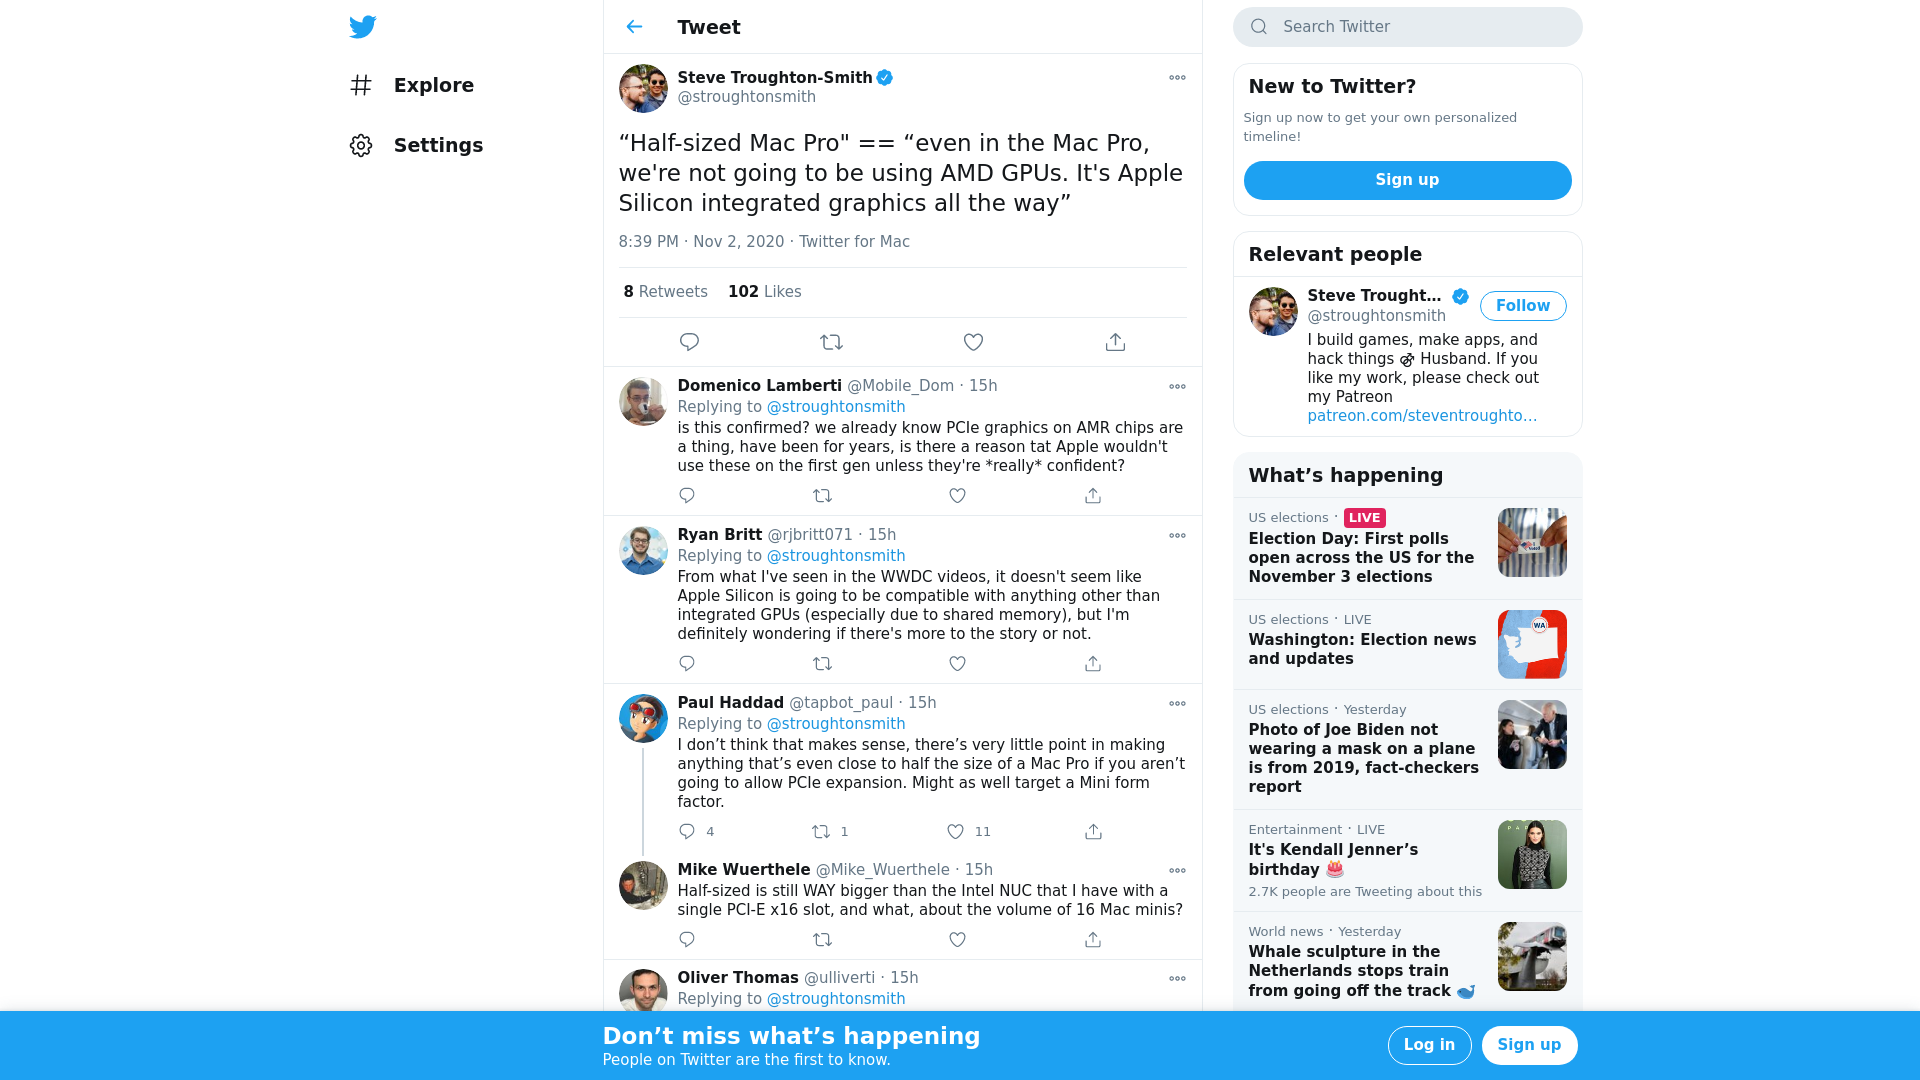 Explore
Settings
Tweet
Steve Troughton-Smith
@stroughtonsmith
“Half-sized Mac Pro" == “even in the Mac Pro,
we're not going to be using AMD GPUs. It's Apple
Silicon integrated graphics all the way”
8:39 PM · Nov 2, 2020 · Twitter for Mac
8 Retweets 102 Likes
Domenico Lamberti @Mobile_Dom · 15h
Replying to @stroughtonsmith
is this confirmed? we already know PCIe graphics on AMR chips are
a thing, have been for years, is there a reason tat Apple wouldn't
use these on the first gen unless they're *really* confident?
Ryan Britt @rjbritt071 · 15h
Replying to @stroughtonsmith
From what I've seen in the WWDC videos, it doesn't seem like
Apple Silicon is going to be compatible with anything other than
integrated GPUs (especially due to shared memory), but I'm
definitely wondering if there's more to the story or not.
Paul Haddad @tapbot_paul · 15h
Replying to @stroughtonsmith
I don’t think that makes sense, there’s very little point in making
anything that’s even close to half the size of a Mac Pro if you aren’t
going to allow PCIe expansion. Might as well target a Mini form
factor.
4 1 11
Mike Wuerthele @Mike_Wuerthele · 15h
Half-sized is still WAY bigger than the Intel NUC that I have with a
single PCI-E x16 slot, and what, about the volume of 16 Mac minis?
Oliver Thomas @ulliverti · 15h
Replying to @stroughtonsmith
Search Twitter
New to Twitter?
Sign up now to get your own personalized
timeline!
Sign up
Relevant people
Steve Trought...
@stroughtonsmith
Follow
I build games, make apps, and
hack things ⚣ Husband. If you
like my work, please check out
my Patreon
patreon.com/steventroughto…
What’s happening
US elections · LIVE
Election Day: First polls
open across the US for the
November 3 elections
US elections · LIVE
Washington: Election news
and updates
WA
US elections · Yesterday
Photo of Joe Biden not
wearing a mask on a plane
is from 2019, fact-checkers
report
Entertainment · LIVE
It's Kendall Jenner’s
birthday 🎂
2.7K people are Tweeting about this
World news · Yesterday
Whale sculpture in the
Netherlands stops train
from going off the track 🐋
Don’t miss what’s happening
People on Twitter are the first to know.
Log in
Sign up